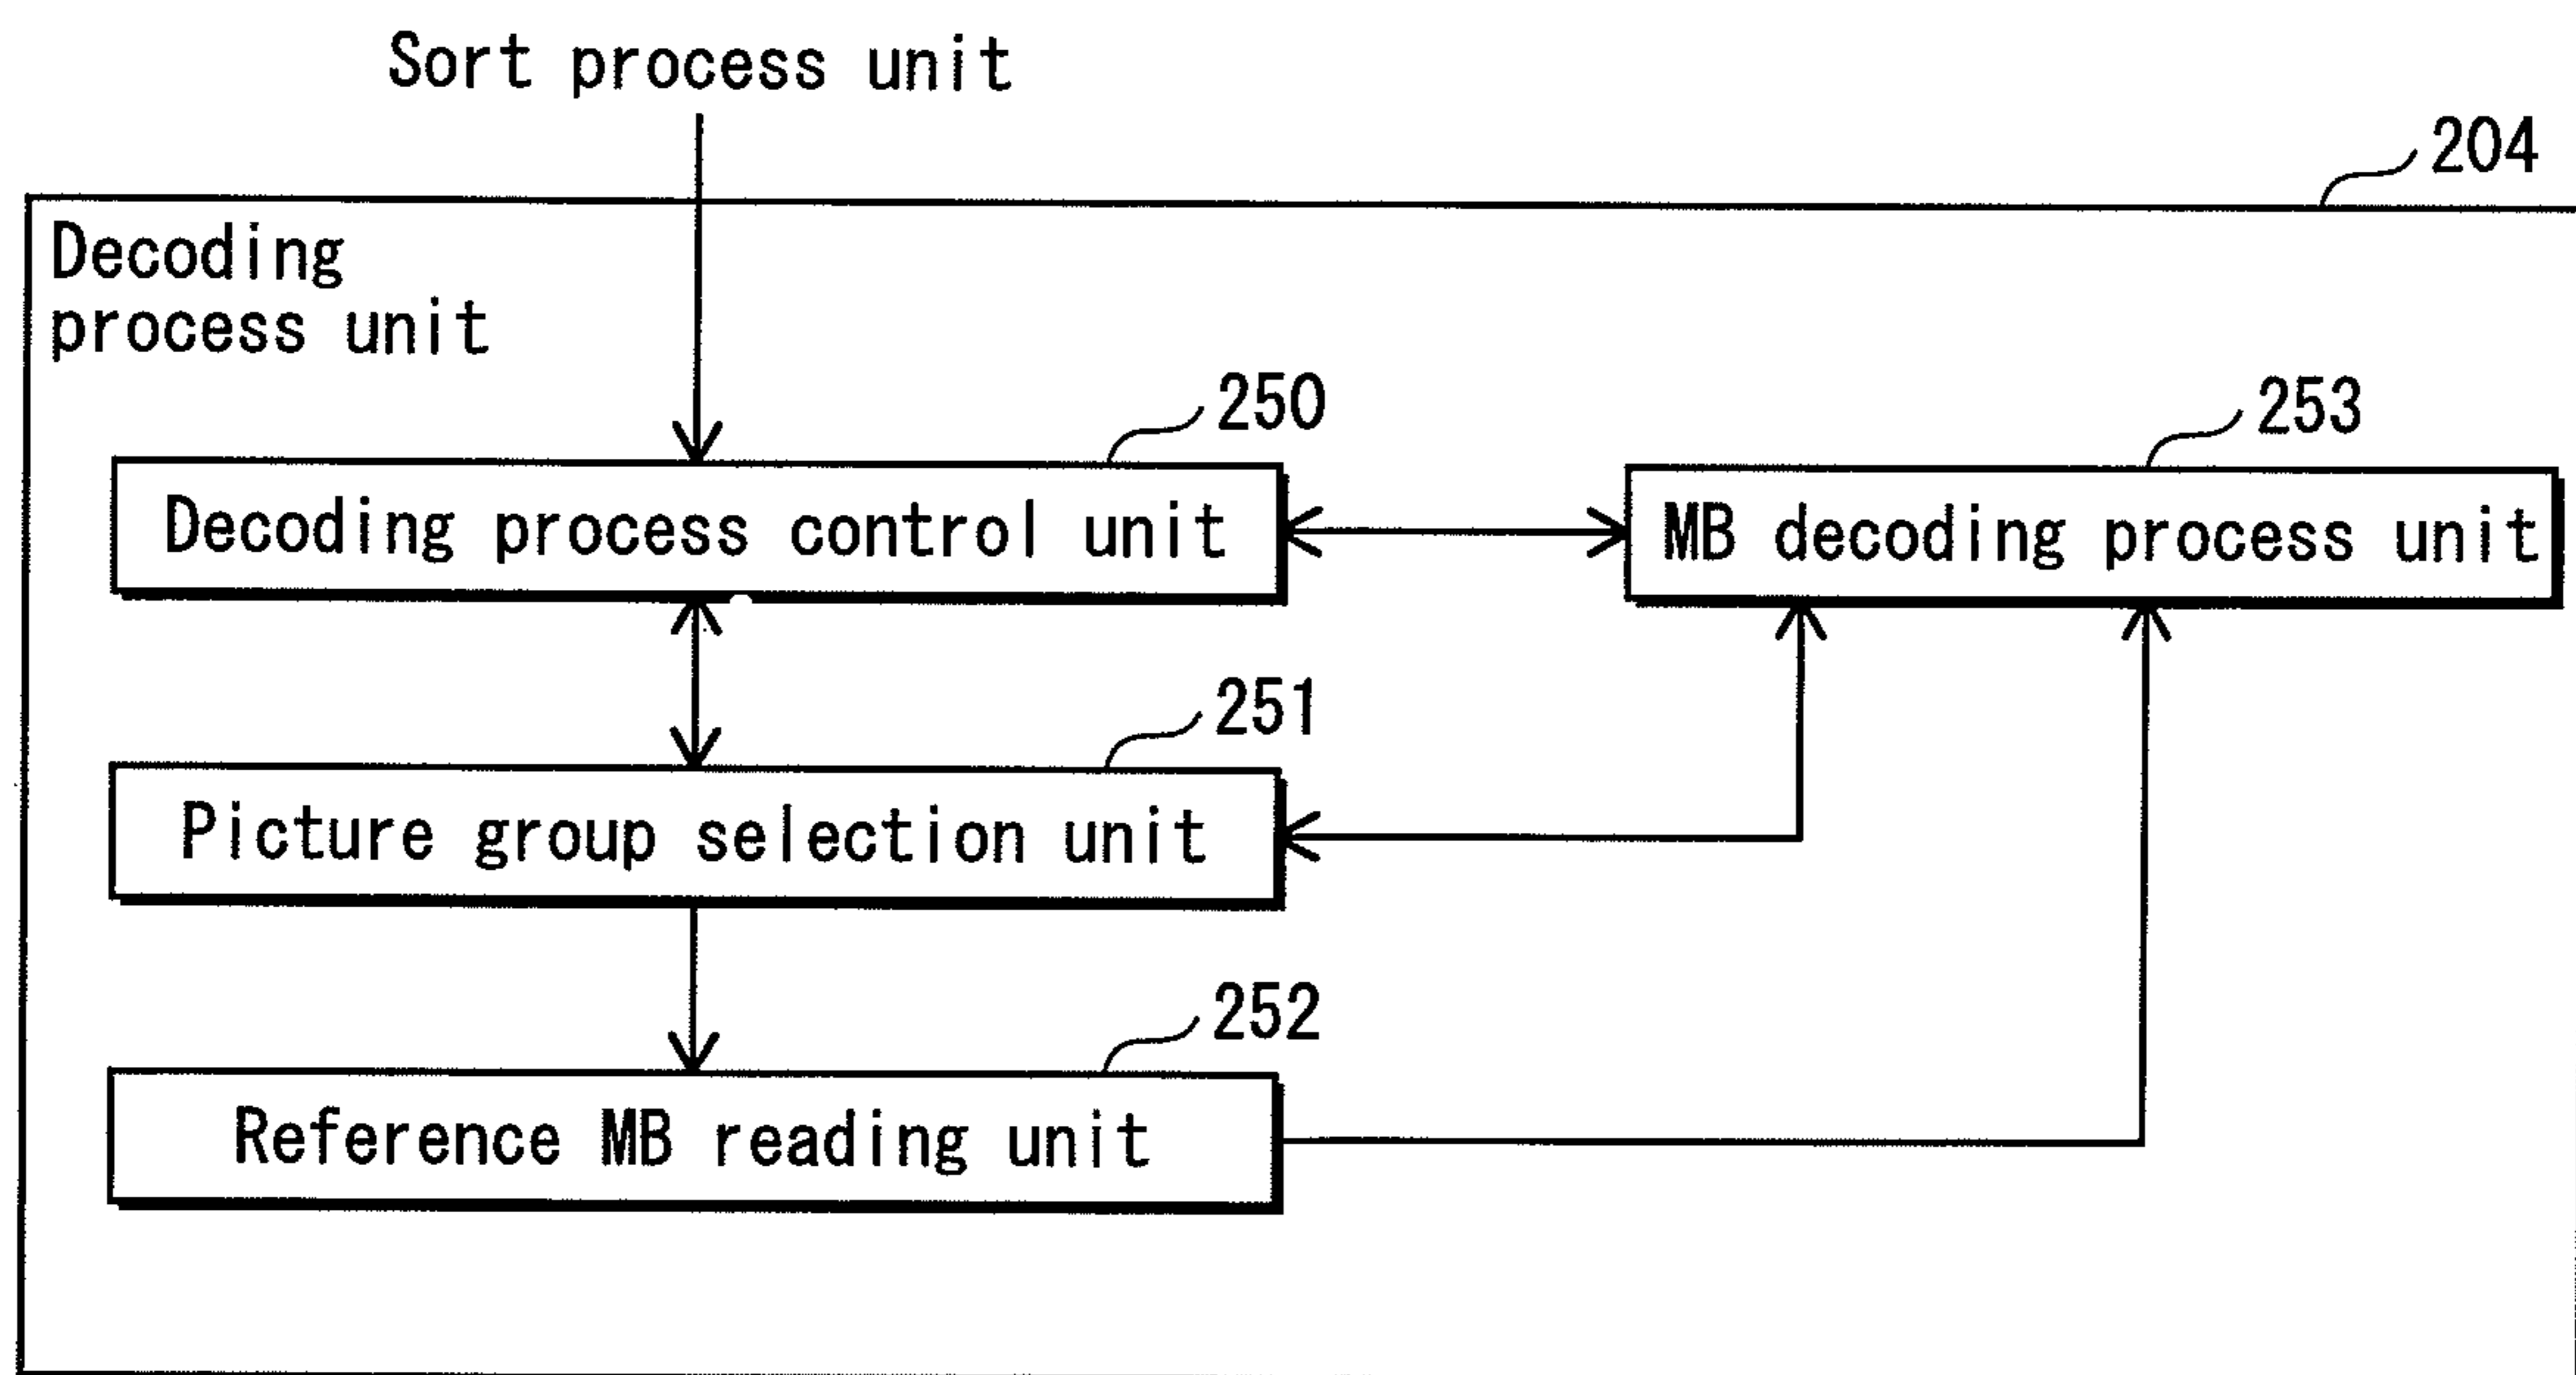 Sort process unit
204
Decoding
process unit
250
253
Decoding process control unit
MB decoding process unit
251
Picture group selection unit
252
Reference MB reading unit